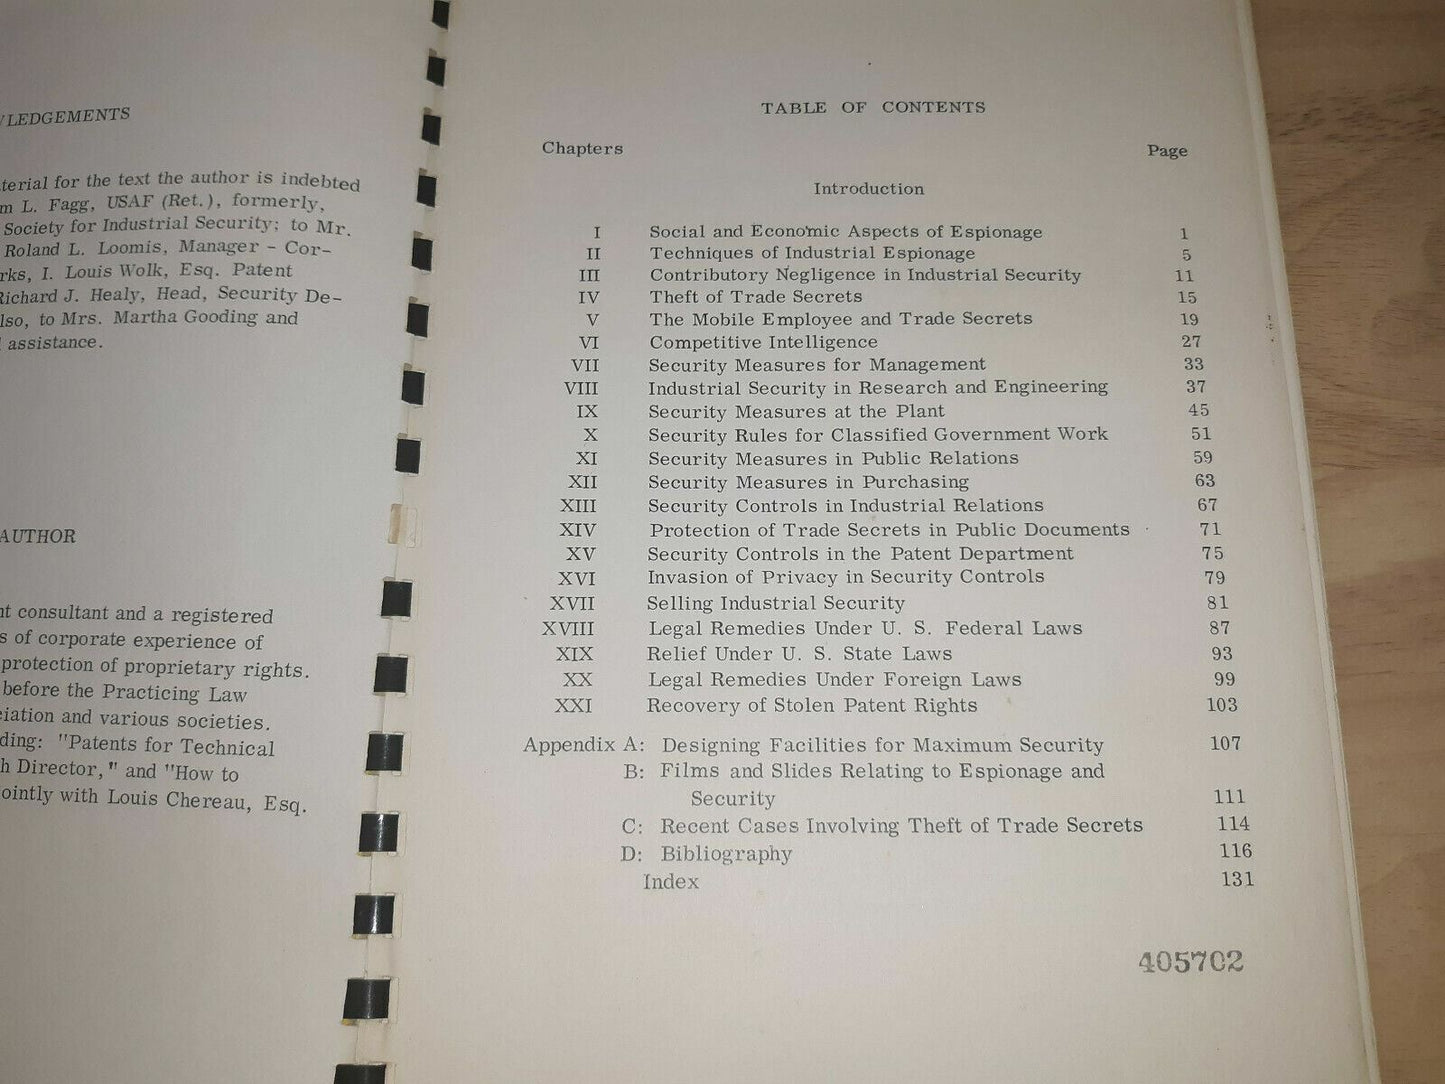 LEDGEMENTS
terial for the text the author is indebted
m L. Fagg, USAF (Ret.), formerly,
Society for Industrial Security; to Mr.
Roland L. Loomis, Manager - Cor-
rks, I. Louis Wolk, Esq. Patent
Richard J. Healy, Head, Security De-
lso, to Mrs. Martha Gooding and
assistance.
AUTHOR
nt consultant and a registered
s of corporate experience of
protection of proprietary rights.
before the Practicing Law
iation and various societies.
ding: "Patents for Technical
h Director," and "How to
ointly with Louis Chereau, Esq.
TABLE OF CONTENTS
Chapters Page
Introduction
I Social and Economic Aspects of Espionage 1
II Techniques of Industrial Espionage 5
III Contributory Negligence in Industrial Security 11
IV Theft of Trade Secrets 15
V The Mobile Employee and Trade Secrets 19
VI Competitive Intelligence 27
VII Security Measures for Management 33
VIII Industrial Security in Research and Engineering 37
IX Security Measures at the Plant 45
X Security Rules for Classified Government Work 51
XI Security Measures in Public Relations 59
XII Security Measures in Purchasing 63
XIII Security Controls in Industrial Relations 67
XIV Protection of Trade Secrets in Public Documents 71
XV Security Controls in the Patent Department 75
XVI Invasion of Privacy in Security Controls 79
XVII Selling Industrial Security 81
XVIII Legal Remedies Under U. S. Federal Laws 87
XIX Relief Under U. S. State Laws 93
XX Legal Remedies Under Foreign Laws 99
XXI Recovery of Stolen Patent Rights 103
Appendix A: Designing Facilities for Maximum Security 107
B: Films and Slides Relating to Espionage and
Security 111
C: Recent Cases Involving Theft of Trade Secrets 114
D: Bibliography 116
Index 131
405702